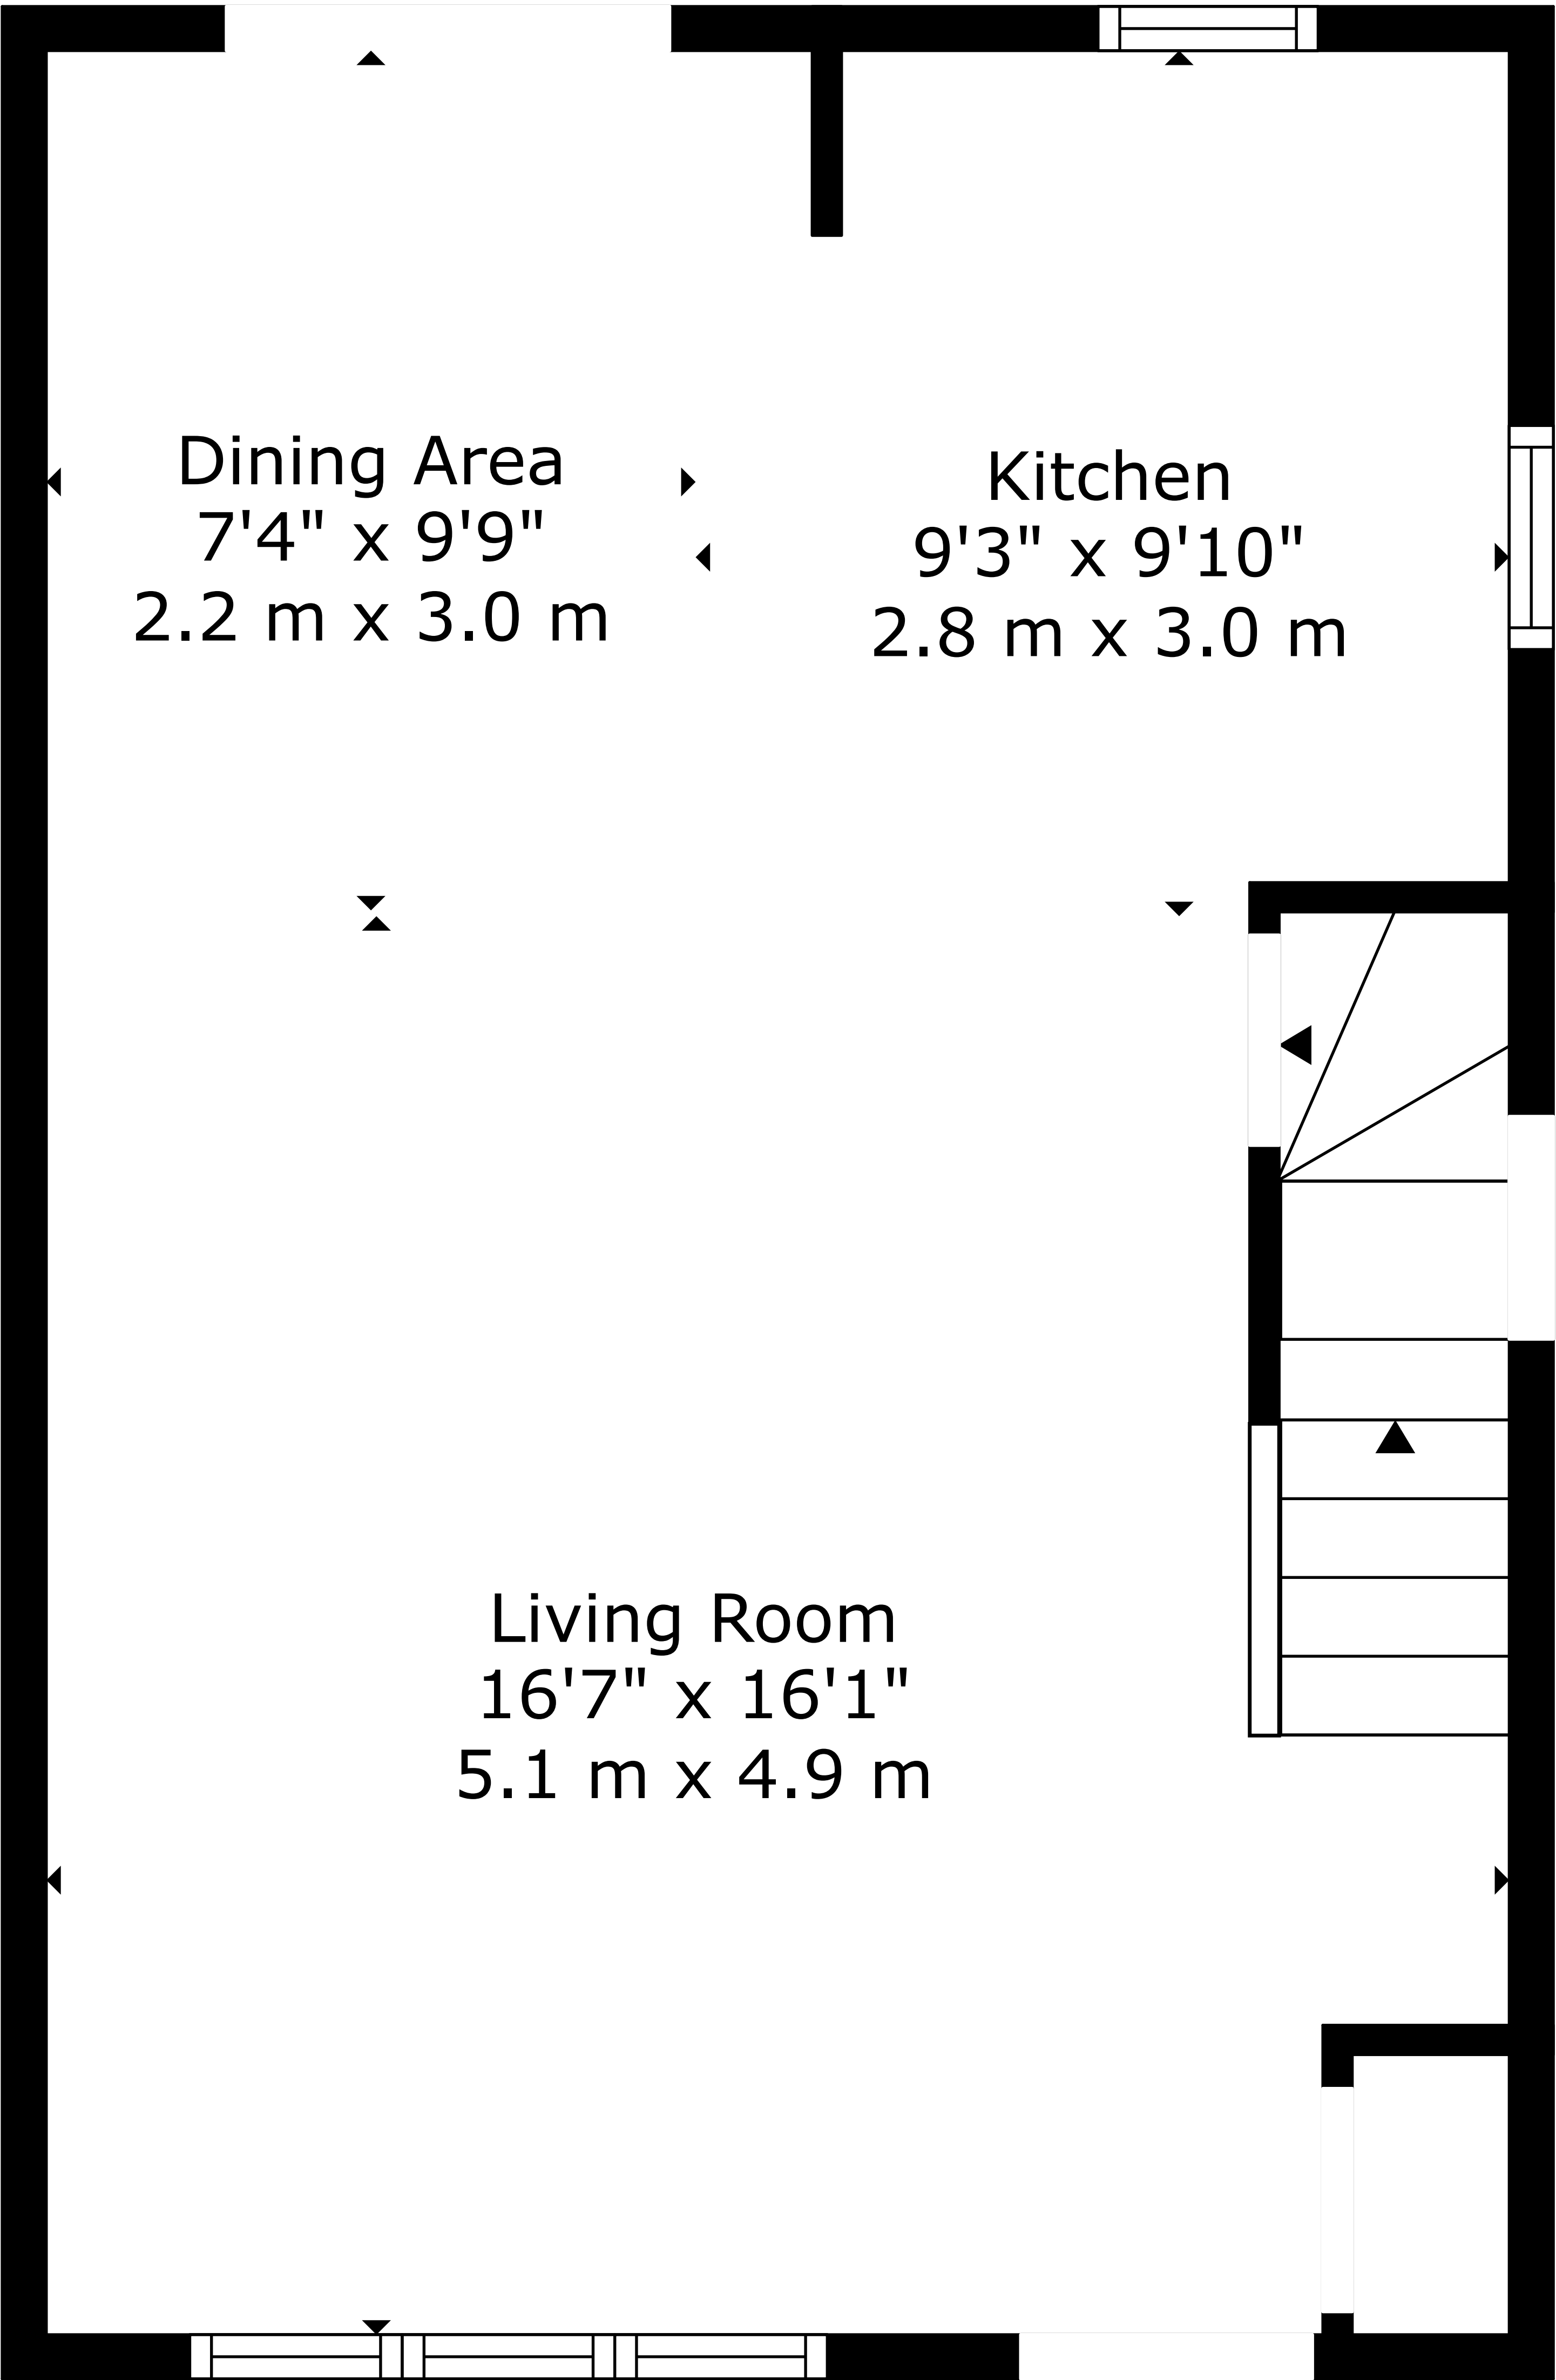 Dining Area
7'4" x 9'9"
2.2 m x 3.0 m
Kitchen
9'3" x 9'10"
2.8 m x 3.0 m
Living Room
16'7" x 16'1"
5.1 m x 4.9 m